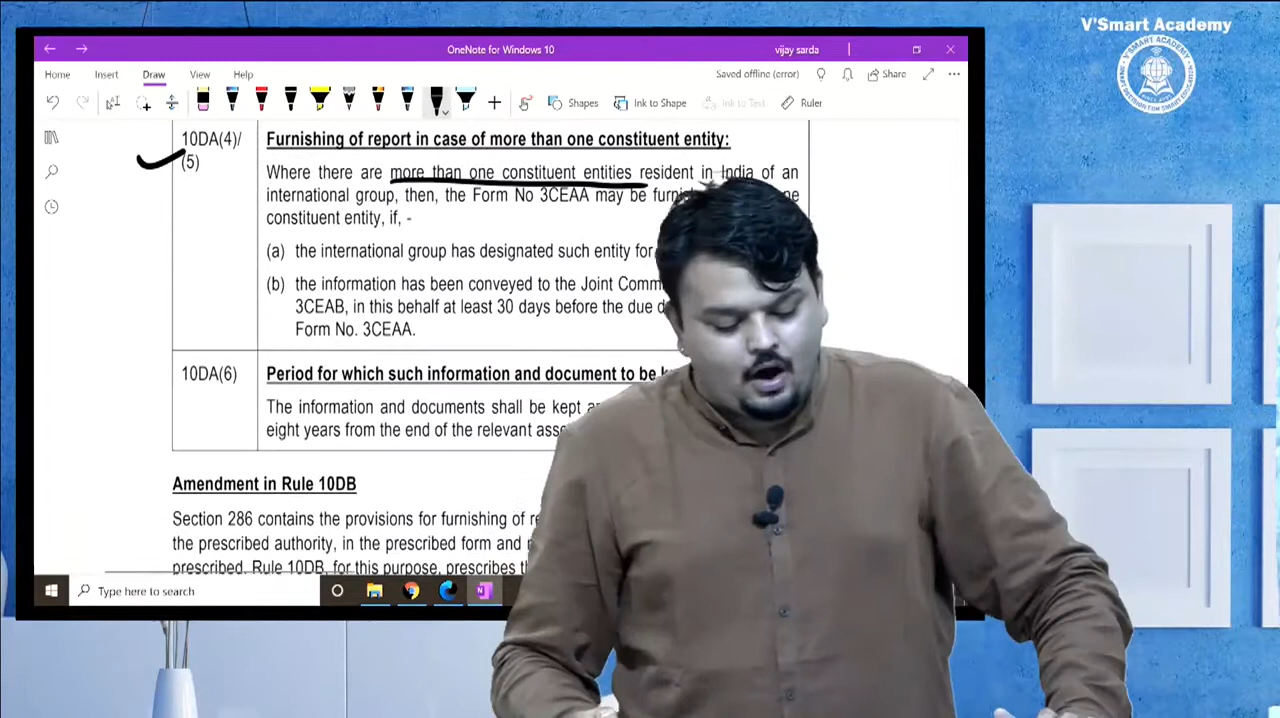 V'Smart Academy
V'SMART ACADEMY
OneNote for Windows 10
vijay sarda
Home Insert Draw View Help
Saved offline (error)
Share
Shapes
Ink to Shape
Ink to Text
Ruler
10DA(4)/
(5)
Furnishing of report in case of more than one constituent entity:
Where there are more than one constituent entities resident in India of an
international group, then, the Form No 3CEAA may be
constituent entity, if, -
(a) the international group has designated such entity for
(b) the information has been conveyed to the Joint
3CEAB, in this behalf at least 30 days before the due
Form No. 3CEAA.
10DA(6)
Period for which such information and document to be
The information and documents shall be kept
eight years from the end of the relevant
Amendment in Rule 10DB
Section 286 contains the provisions for furnishing of
the prescribed authority, in the prescribed form and
prescribed. Rule 10DB, for this purpose, prescribes
Type here to search